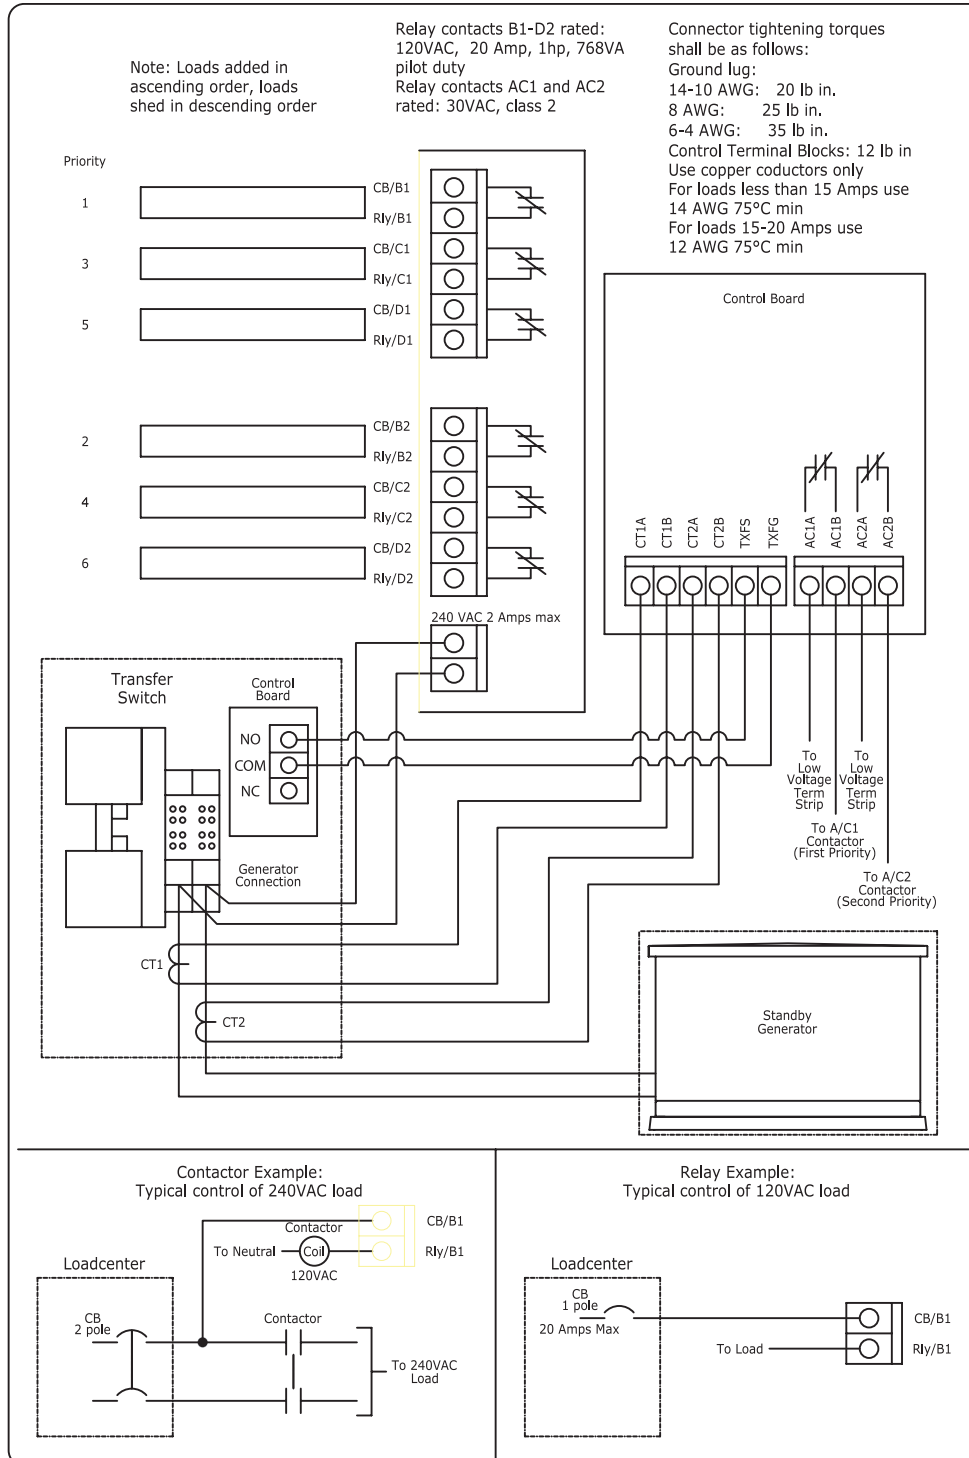 Note: Loads added in
ascending order, loads
shed in descending order
Relay contacts B1-D2 rated:
120VAC, 20 Amp, 1hp, 768VA
pilot duty
Relay contacts AC1 and AC2
rated: 30VAC, class 2
Connector tightening torques
shall be as follows:
Ground lug:
14-10 AWG: 20 lb in.
8 AWG: 25 lb in.
6-4 AWG: 35 lb in.
Control Terminal Blocks: 12 lb in
Use copper coductors only
For loads less than 15 Amps use
14 AWG 75°C min
For loads 15-20 Amps use
12 AWG 75°C min
Priority
1
CB/B1
Rly/B1
3
CB/C1
Rly/C1
5
CB/D1
Rly/D1
2
CB/B2
Rly/B2
4
CB/C2
Rly/C2
6
CB/D2
Rly/D2
240 VAC 2 Amps max
Control Board
CT1A
CT1B
CT2A
CT2B
TXFS
TXFG
AC1A
AC1B
AC2A
AC2B
Transfer
Switch
Control
Board
NO
COM
NC
Generator
Connection
CT1
CT2
To
Low
Voltage
Term
Strip
To
Low
Voltage
Term
Strip
To A/C1
Contactor
(First Priority)
To A/C2
Contactor
(Second Priority)
Standby
Generator
Contactor Example:
Typical control of 240VAC load
Contactor
To Neutral
Coil
120VAC
CB/B1
Rly/B1
Loadcenter
CB
2 pole
Contactor
To 240VAC
Load
Relay Example:
Typical control of 120VAC load
Loadcenter
CB
1 pole
20 Amps Max
To Load
CB/B1
Rly/B1